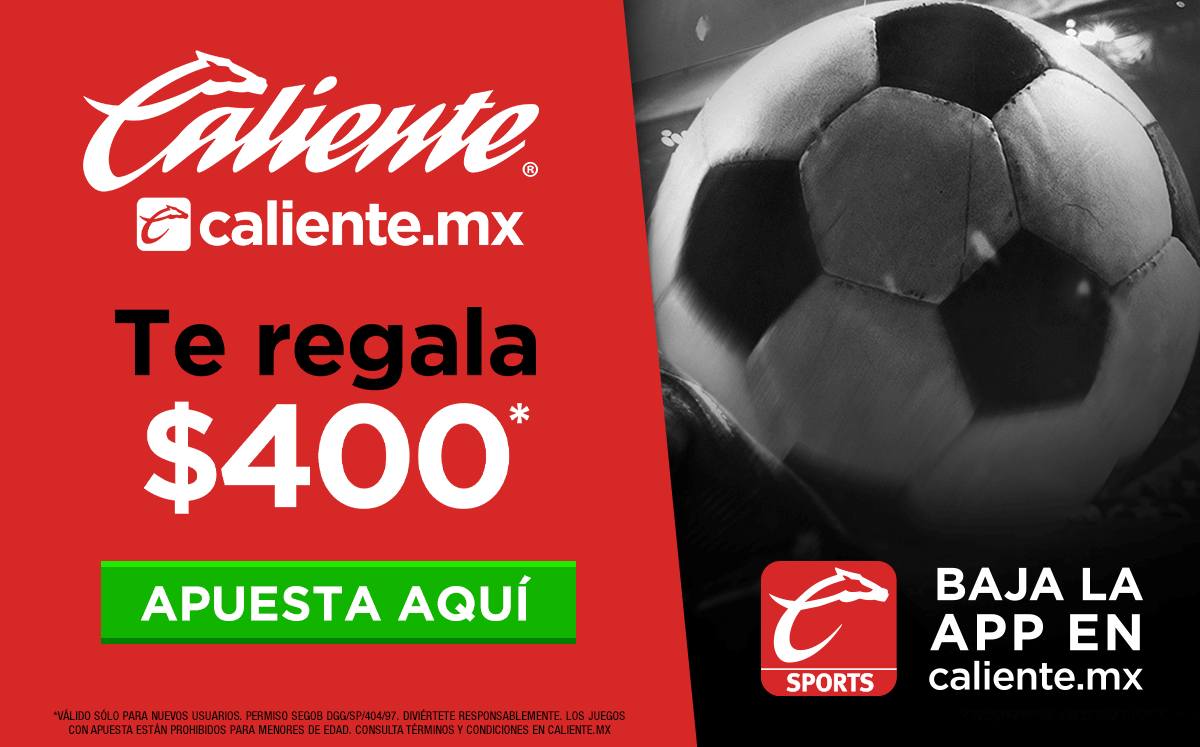 Caliente®
caliente.mx
Te regala
$400*
APUESTA AQUÍ
*VÁLIDO SÓLO PARA NUEVOS USUARIOS. PERMISO SEGOB DGG/SP/404/97. DIVIÉRTETE RESPONSABLEMENTE. LOS JUEGOS
CON APUESTA ESTÁN PROHIBIDOS PARA MENORES DE EDAD. CONSULTA TÉRMINOS Y CONDICIONES EN CALIENTE.MX
SPORTS
BAJA LA
APP EN
caliente.mx